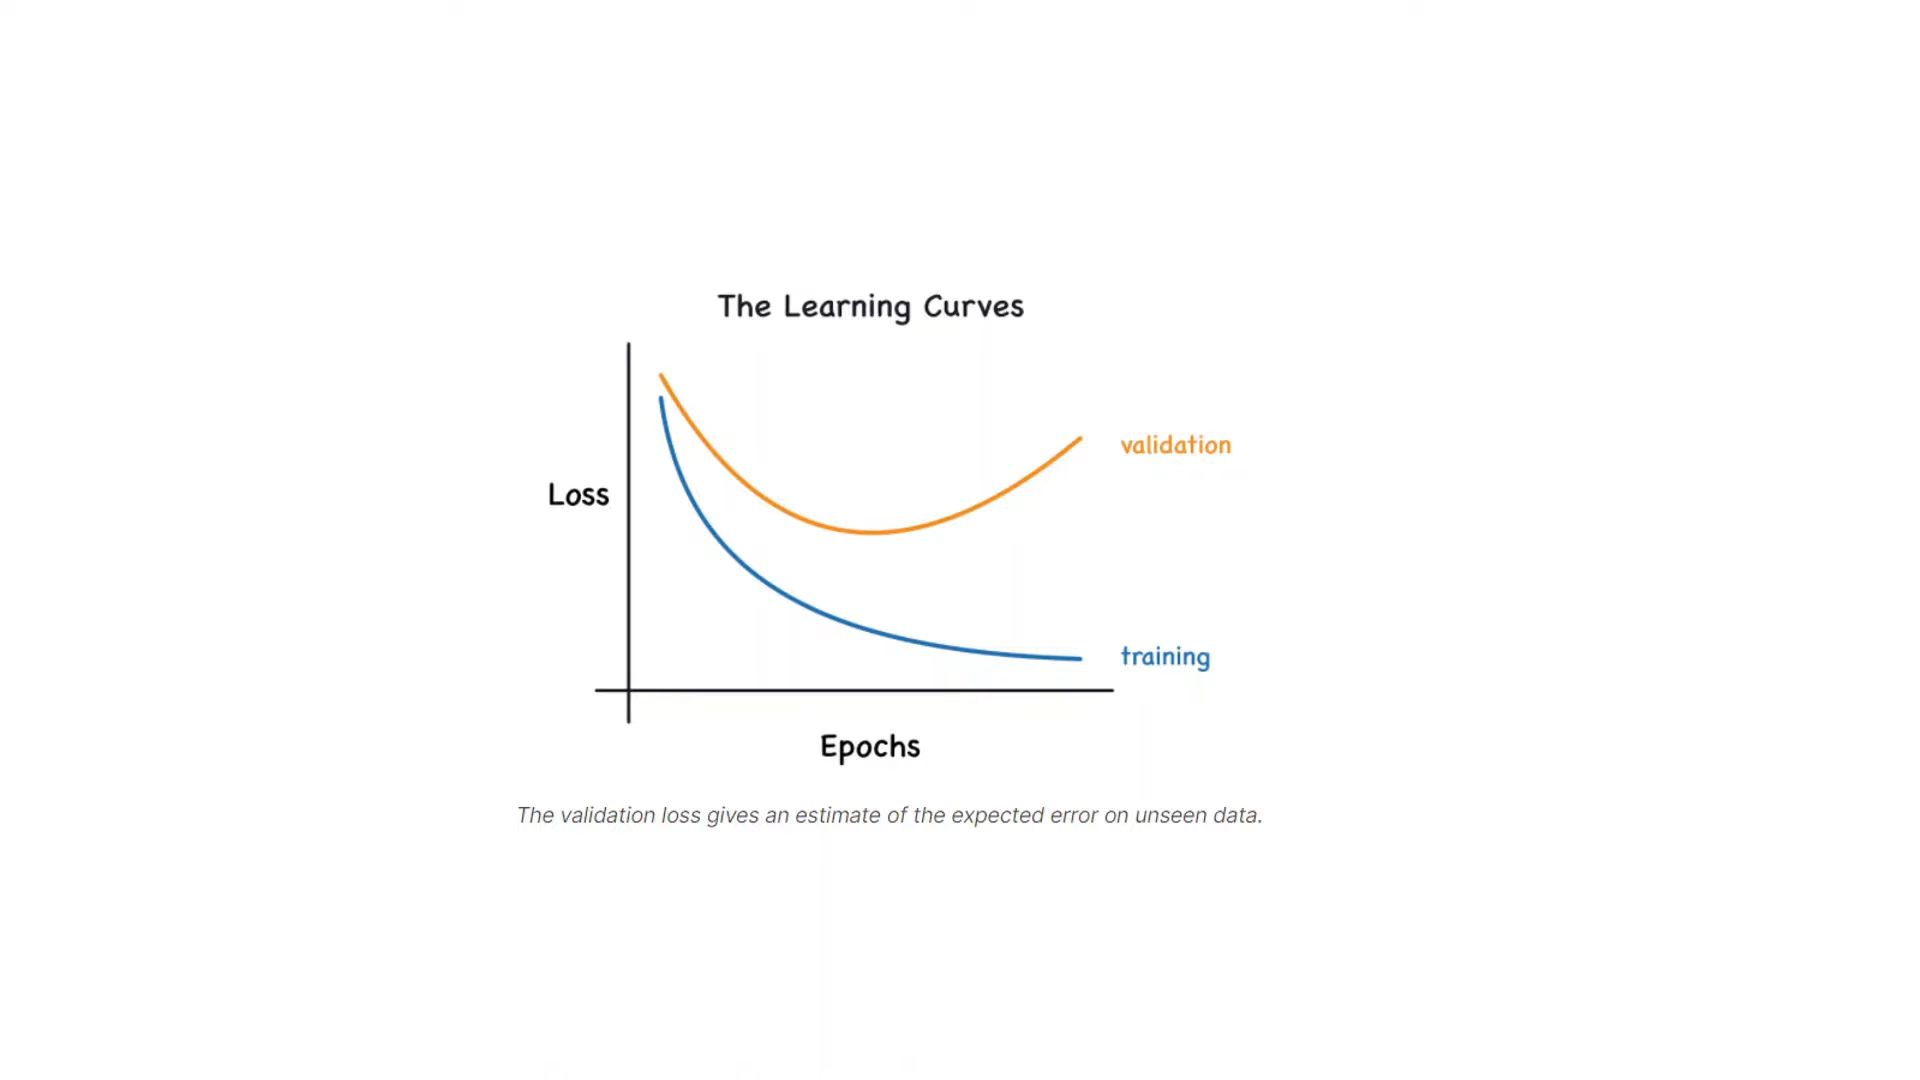 The Learning Curves
validation
Loss
training
Epochs
The validation loss gives an estimate of the expected error on unseen data.